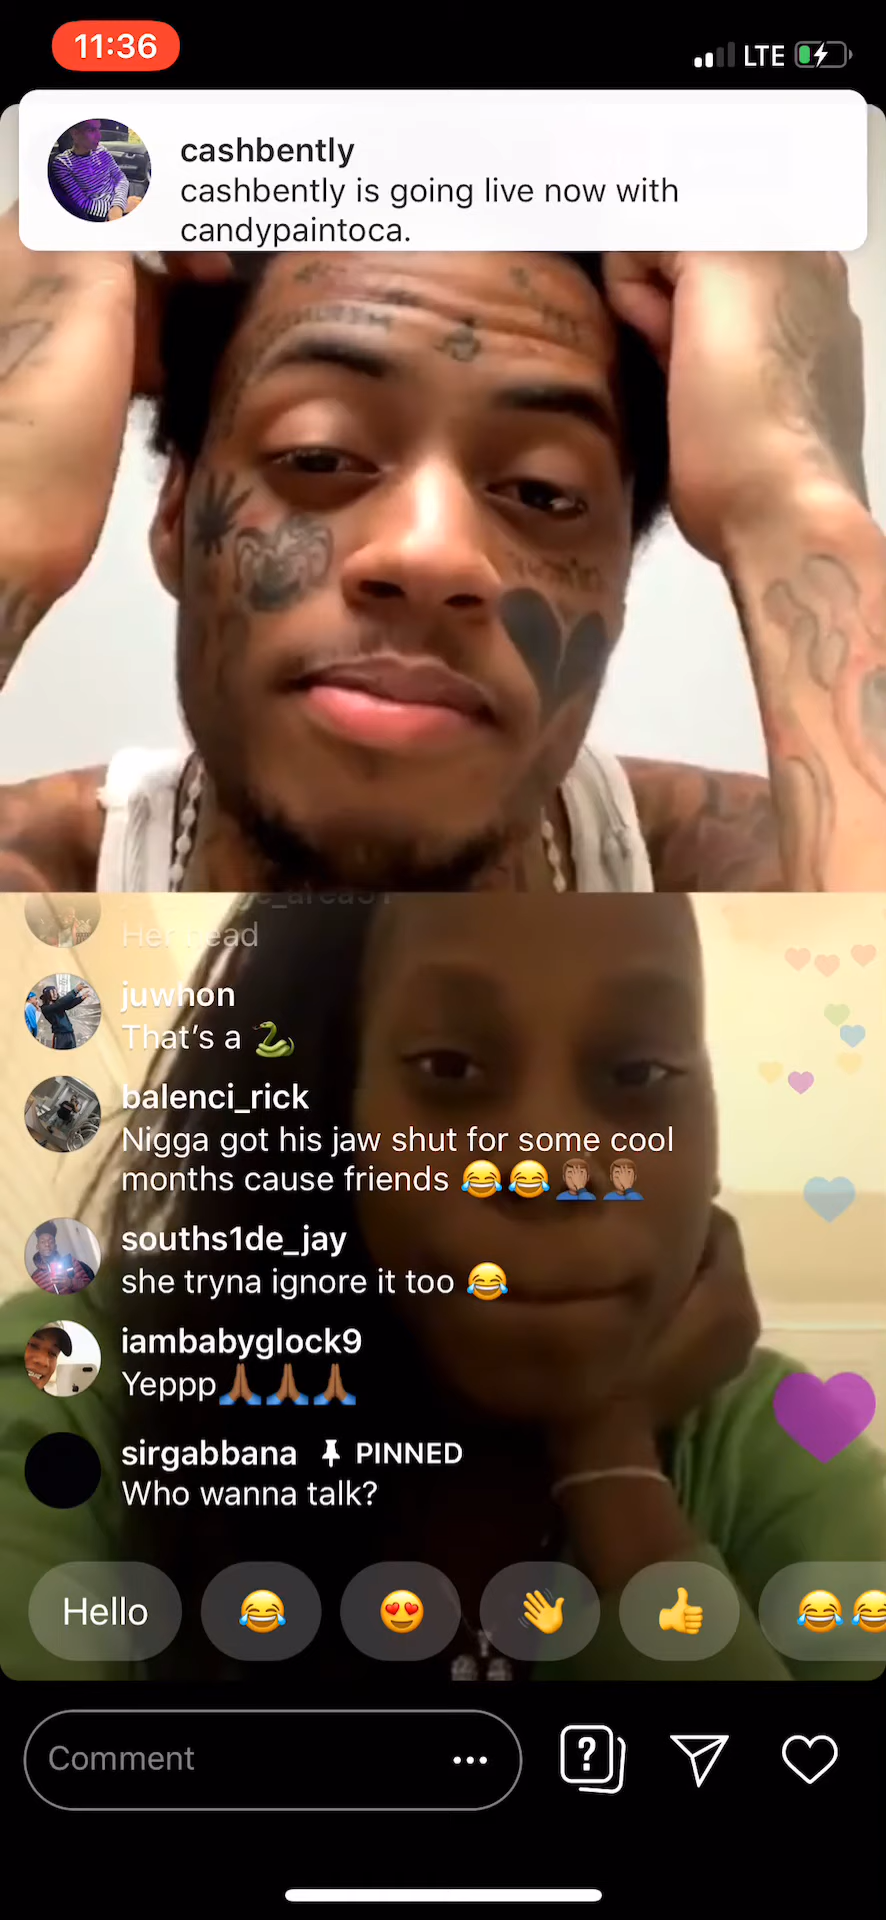 11:36
LTE
cashbently
cashbently is going live now with
candypaintoca.
juwhon
That's a 🐍
balenci_rick
Nigga got his jaw shut for some cool
months cause friends 😂😂🤦🏽‍♂️🤦🏽‍♂️
souths1de_jay
she tryna ignore it too 😂
iambabyglock9
Yeppp🙏🏾🙏🏾🙏🏾
sirgabbana PINNED
Who wanna talk?
Hello 😂 😍 👋 👍 😂😂
Comment